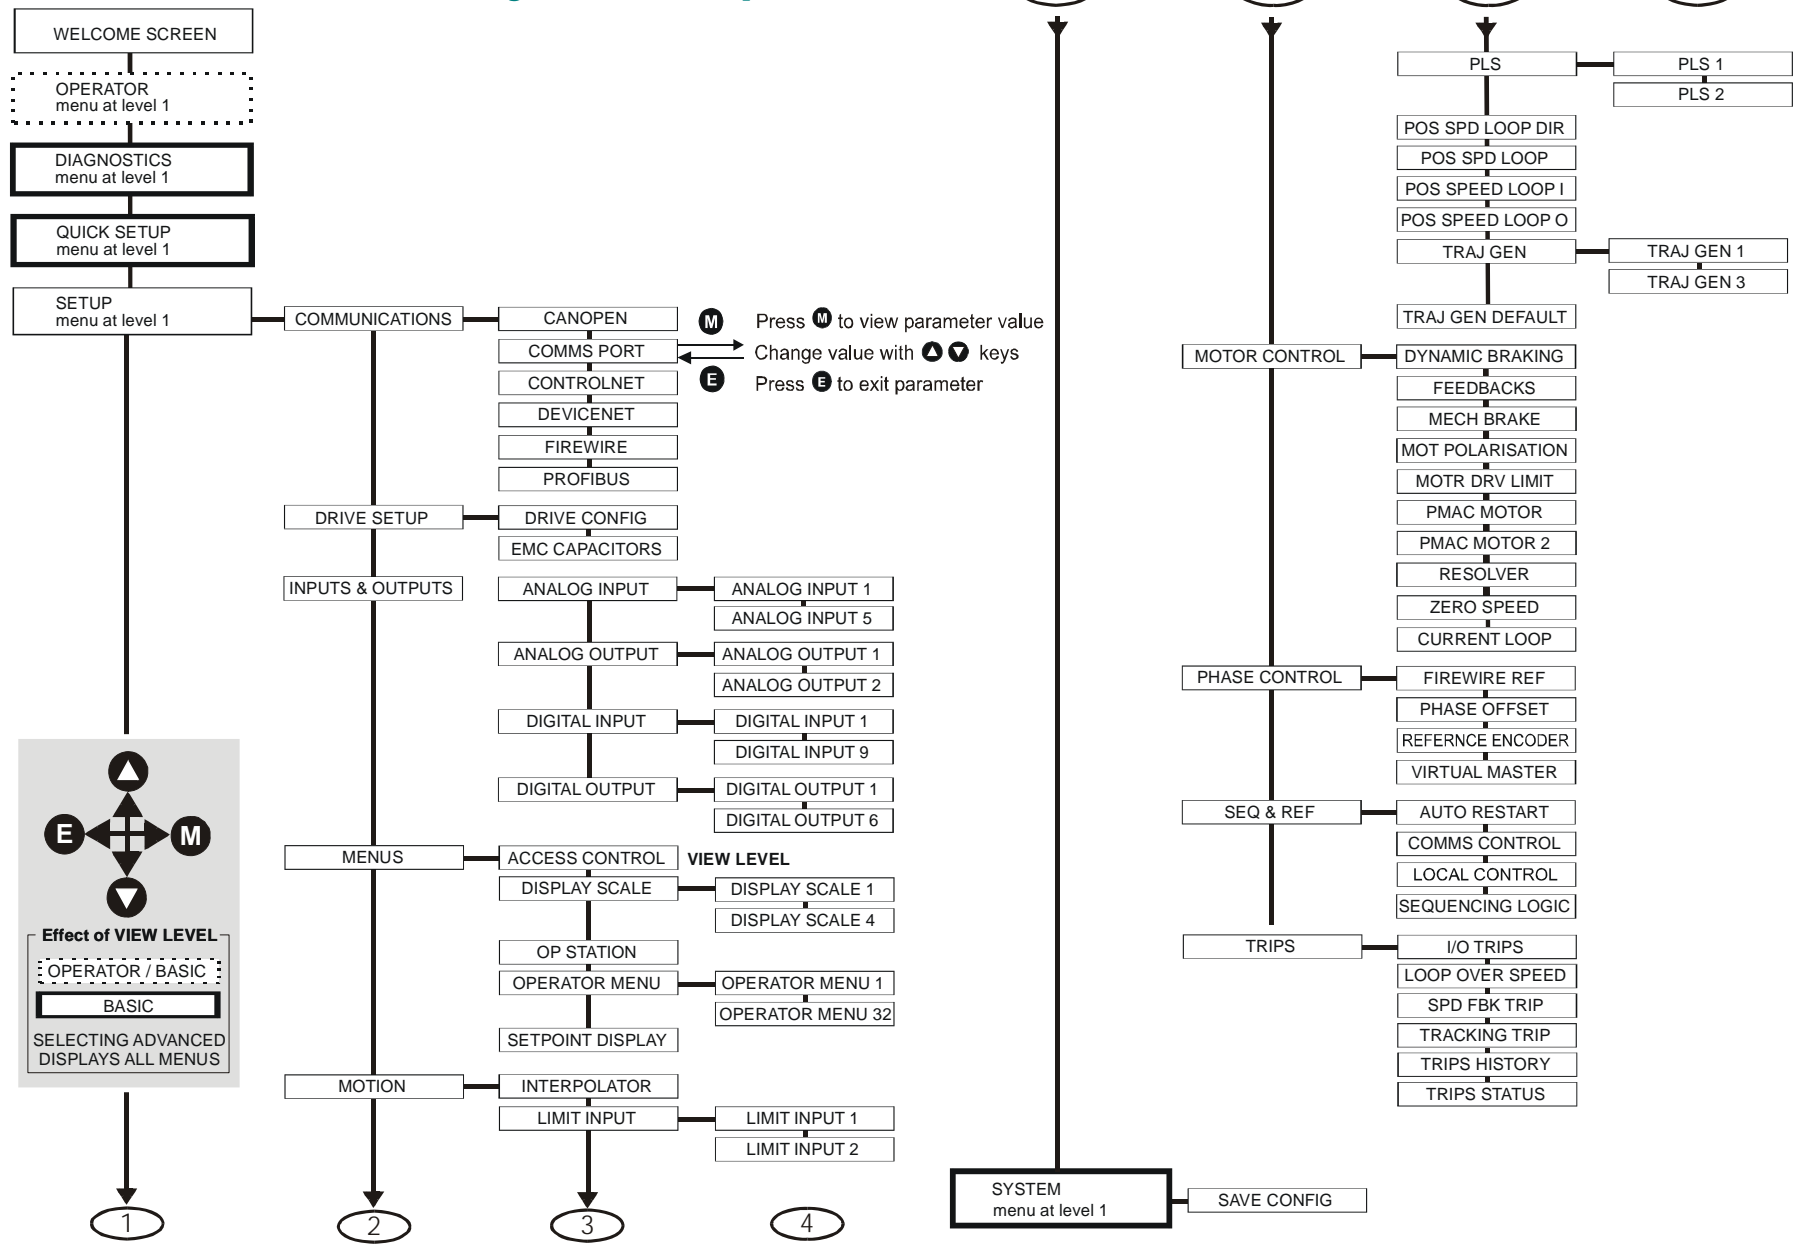 WELCOME SCREEN
OPERATOR
menu at level 1
DIAGNOSTICS
menu at level 1
QUICK SETUP
menu at level 1
SETUP
menu at level 1
E
M
Effect of VIEW LEVEL
OPERATOR / BASIC
BASIC
SELECTING ADVANCED
DISPLAYS ALL MENUS
1
COMMUNICATIONS
DRIVE SETUP
INPUTS & OUTPUTS
MENUS
MOTION
2
CANOPEN
COMMS PORT
CONTROLNET
DEVICENET
FIREWIRE
PROFIBUS
M Press M to view parameter value
Change value with keys
E Press E to exit parameter
DRIVE CONFIG
EMC CAPACITORS
ANALOG INPUT
ANALOG INPUT 1
ANALOG INPUT 5
ANALOG OUTPUT
ANALOG OUTPUT 1
ANALOG OUTPUT 2
DIGITAL INPUT
DIGITAL INPUT 1
DIGITAL INPUT 9
DIGITAL OUTPUT
DIGITAL OUTPUT 1
DIGITAL OUTPUT 6
ACCESS CONTROL VIEW LEVEL
DISPLAY SCALE
DISPLAY SCALE 1
DISPLAY SCALE 4
OP STATION
OPERATOR MENU
OPERATOR MENU 1
OPERATOR MENU 32
SETPOINT DISPLAY
INTERPOLATOR
LIMIT INPUT
LIMIT INPUT 1
LIMIT INPUT 2
3
4
PLS
PLS 1
PLS 2
POS SPD LOOP DIR
POS SPD LOOP
POS SPEED LOOP I
POS SPEED LOOP O
TRAJ GEN
TRAJ GEN 1
TRAJ GEN 3
TRAJ GEN DEFAULT
MOTOR CONTROL
DYNAMIC BRAKING
FEEDBACKS
MECH BRAKE
MOT POLARISATION
MOTR DRV LIMIT
PMAC MOTOR
PMAC MOTOR 2
RESOLVER
ZERO SPEED
CURRENT LOOP
PHASE CONTROL
FIREWIRE REF
PHASE OFFSET
REFERNCE ENCODER
VIRTUAL MASTER
SEQ & REF
AUTO RESTART
COMMS CONTROL
LOCAL CONTROL
SEQUENCING LOGIC
TRIPS
I/O TRIPS
LOOP OVER SPEED
SPD FBK TRIP
TRACKING TRIP
TRIPS HISTORY
TRIPS STATUS
SYSTEM
menu at level 1
SAVE CONFIG